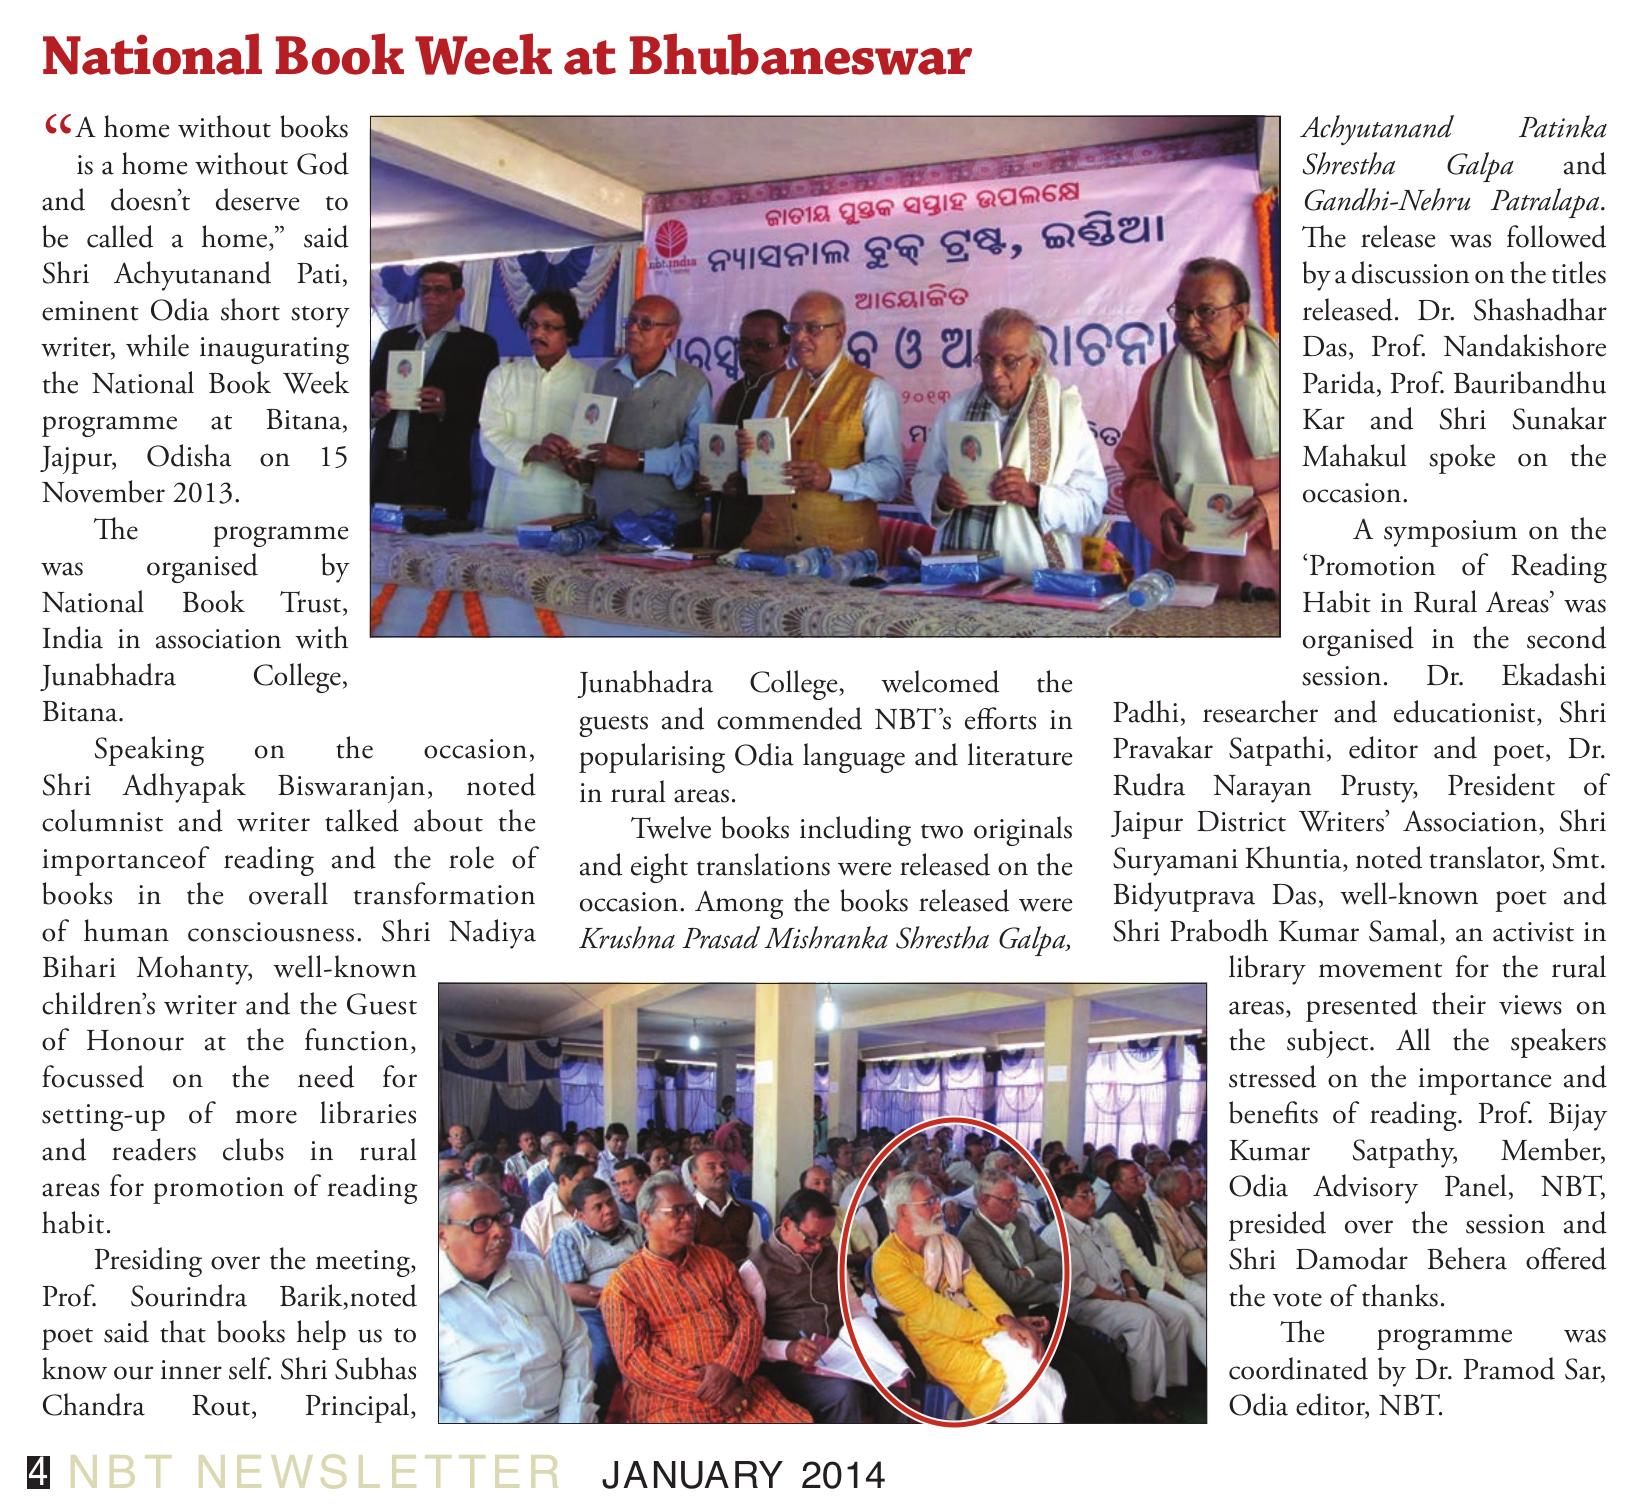 National Book Week at Bhubaneswar
“A home without books
is a home without God
and doesn’t deserve to
be called a home,” said
Shri Achyutanand Pati,
eminent Odia short story
writer, while inaugurating
the National Book Week
programme at Bitana,
Jajpur, Odisha on 15
November 2013.
The programme
was organised by
National Book Trust,
India in association with
Junabhadra College,
Bitana.
Speaking on the occasion,
Shri Adhyapak Biswaranjan, noted
columnist and writer talked about the
importanceof reading and the role of
books in the overall transformation
of human consciousness. Shri Nadiya
Bihari Mohanty, well-known
children’s writer and the Guest
of Honour at the function,
focussed on the need for
setting-up of more libraries
and readers clubs in rural
areas for promotion of reading
habit.
Presiding over the meeting,
Prof. Sourindra Barik,noted
poet said that books help us to
know our inner self. Shri Subhas
Chandra Rout, Principal,
ଜାତୀୟ ପୁସ୍ତକ ସପ୍ତାହ ଉପଲକ୍ଷେ
nbt.india
ନ୍ୟାସନାଲ ବୁକ୍ ଟ୍ରଷ୍ଟ, ଇଣ୍ଡିଆ
ଆୟୋଜିତ
ଓ
୨୦୧୩
Junabhadra College, welcomed the
guests and commended NBT’s efforts in
popularising Odia language and literature
in rural areas.
Twelve books including two originals
and eight translations were released on the
occasion. Among the books released were
Krushna Prasad Mishranka Shrestha Galpa,
Achyutanand Patinka
Shrestha Galpa and
Gandhi-Nehru Patralapa.
The release was followed
by a discussion on the titles
released. Dr. Shashadhar
Das, Prof. Nandakishore
Parida, Prof. Bauribandhu
Kar and Shri Sunakar
Mahakul spoke on the
occasion.
A symposium on the
‘Promotion of Reading
Habit in Rural Areas’ was
organised in the second
session. Dr. Ekadashi
Padhi, researcher and educationist, Shri
Pravakar Satpathi, editor and poet, Dr.
Rudra Narayan Prusty, President of
Jaipur District Writers’ Association, Shri
Suryamani Khuntia, noted translator, Smt.
Bidyutprava Das, well-known poet and
Shri Prabodh Kumar Samal, an activist in
library movement for the rural
areas, presented their views on
the subject. All the speakers
stressed on the importance and
benefits of reading. Prof. Bijay
Kumar Satpathy, Member,
Odia Advisory Panel, NBT,
presided over the session and
Shri Damodar Behera offered
the vote of thanks.
The programme was
coordinated by Dr. Pramod Sar,
Odia editor, NBT.
4 NBT NEWSLETTER JANUARY 2014